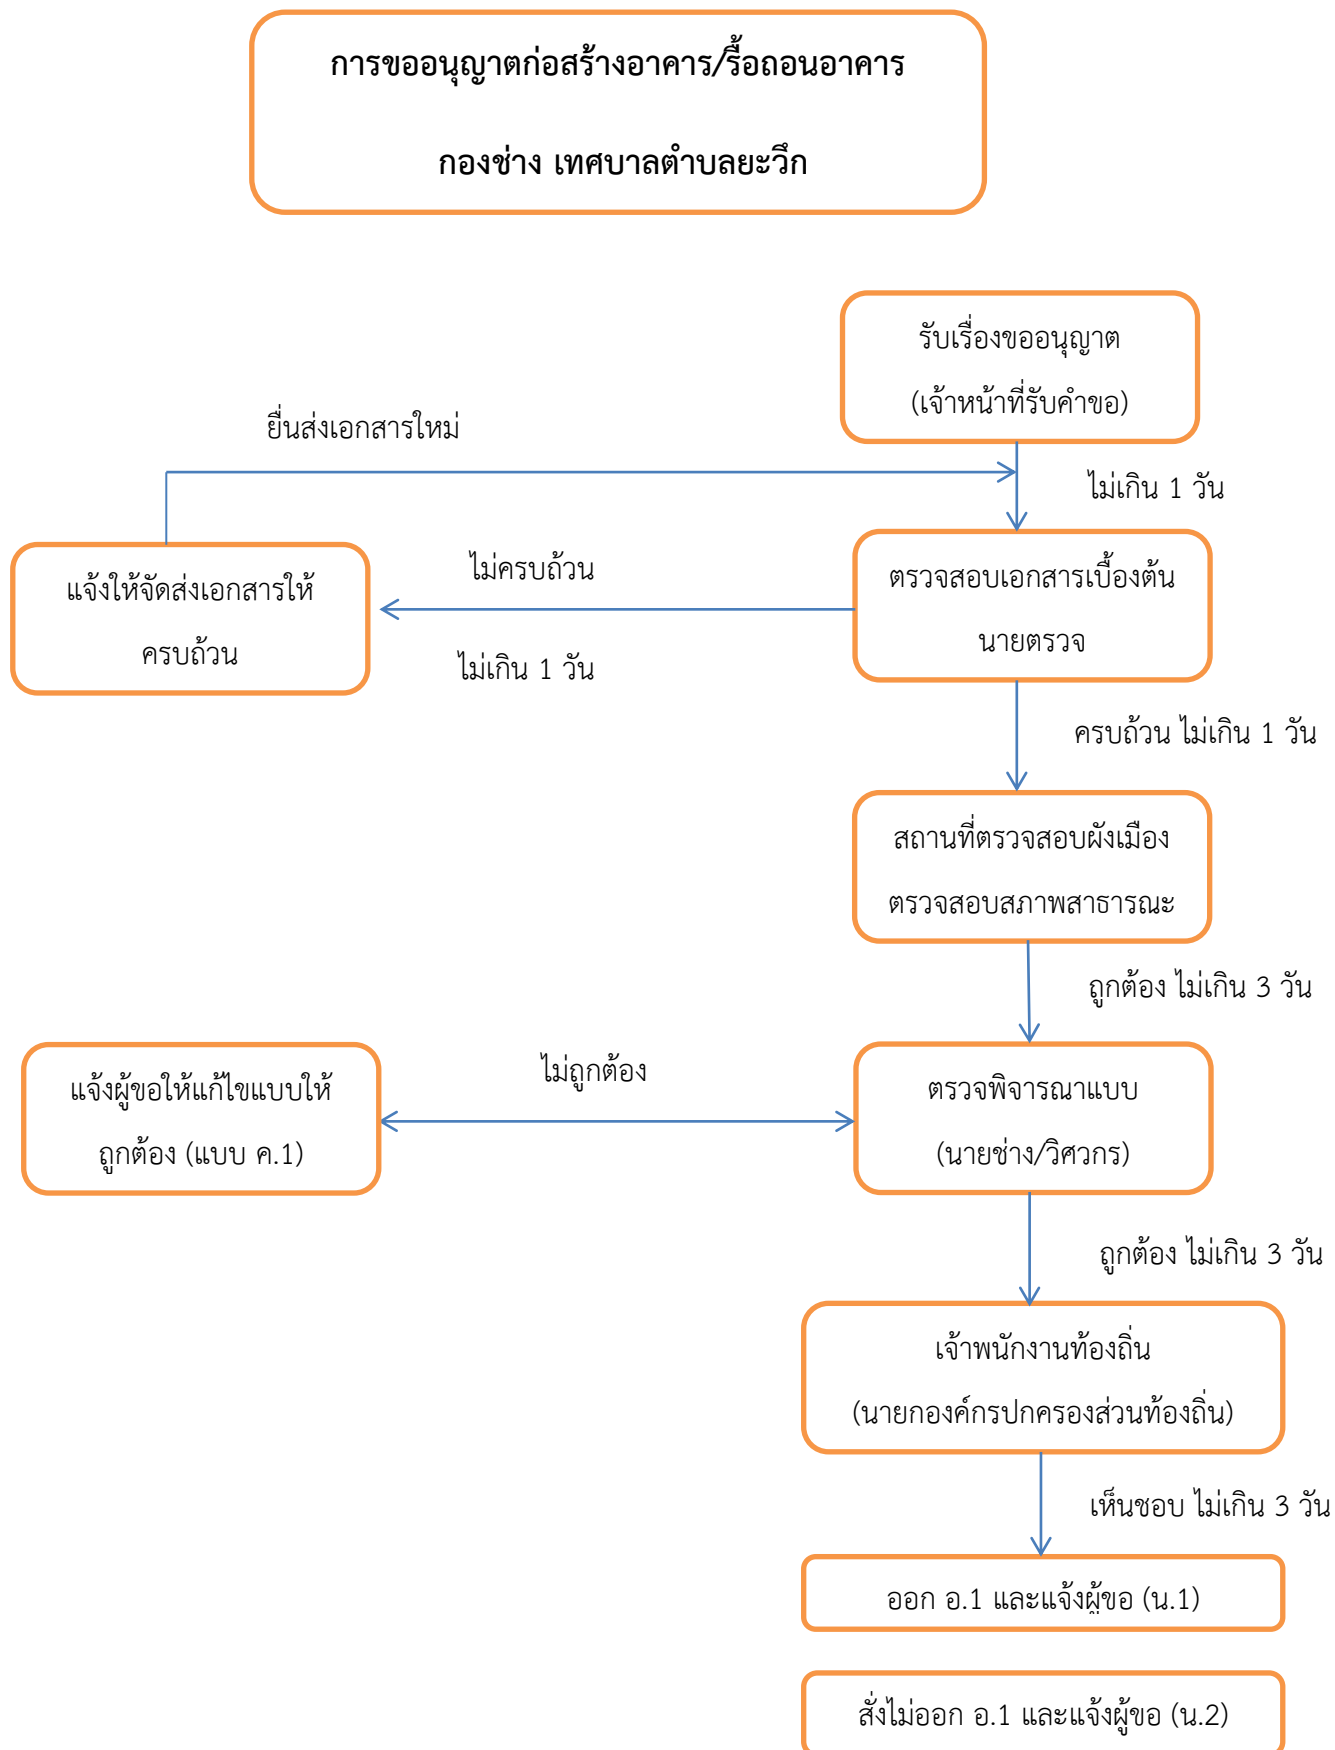 การขออนุญาตก่อสร้างอาคาร/รื้อถอนอาคาร
กองช่าง เทศบาลตำบลยะวึก
รับเรื่องขออนุญาต
(เจ้าหน้าที่รับคำขอ)
ยื่นส่งเอกสารใหม่
ไม่เกิน 1 วัน
แจ้งให้จัดส่งเอกสารให้
ครบถ้วน
ไม่ครบถ้วน
ไม่เกิน 1 วัน
ตรวจสอบเอกสารเบื้องต้น
นายตรวจ
ครบถ้วน ไม่เกิน 1 วัน
สถานที่ตรวจสอบผังเมือง
ตรวจสอบสภาพสาธารณะ
ถูกต้อง ไม่เกิน 3 วัน
แจ้งผู้ขอให้แก้ไขแบบให้
ถูกต้อง (แบบ ค.1)
ไม่ถูกต้อง
ตรวจพิจารณาแบบ
(นายช่าง/วิศวกร)
ถูกต้อง ไม่เกิน 3 วัน
เจ้าพนักงานท้องถิ่น
(นายกองค์กรปกครองส่วนท้องถิ่น)
เห็นชอบ ไม่เกิน 3 วัน
ออก อ.1 และแจ้งผู้ขอ (น.1)
สั่งไม่ออก อ.1 และแจ้งผู้ขอ (น.2)